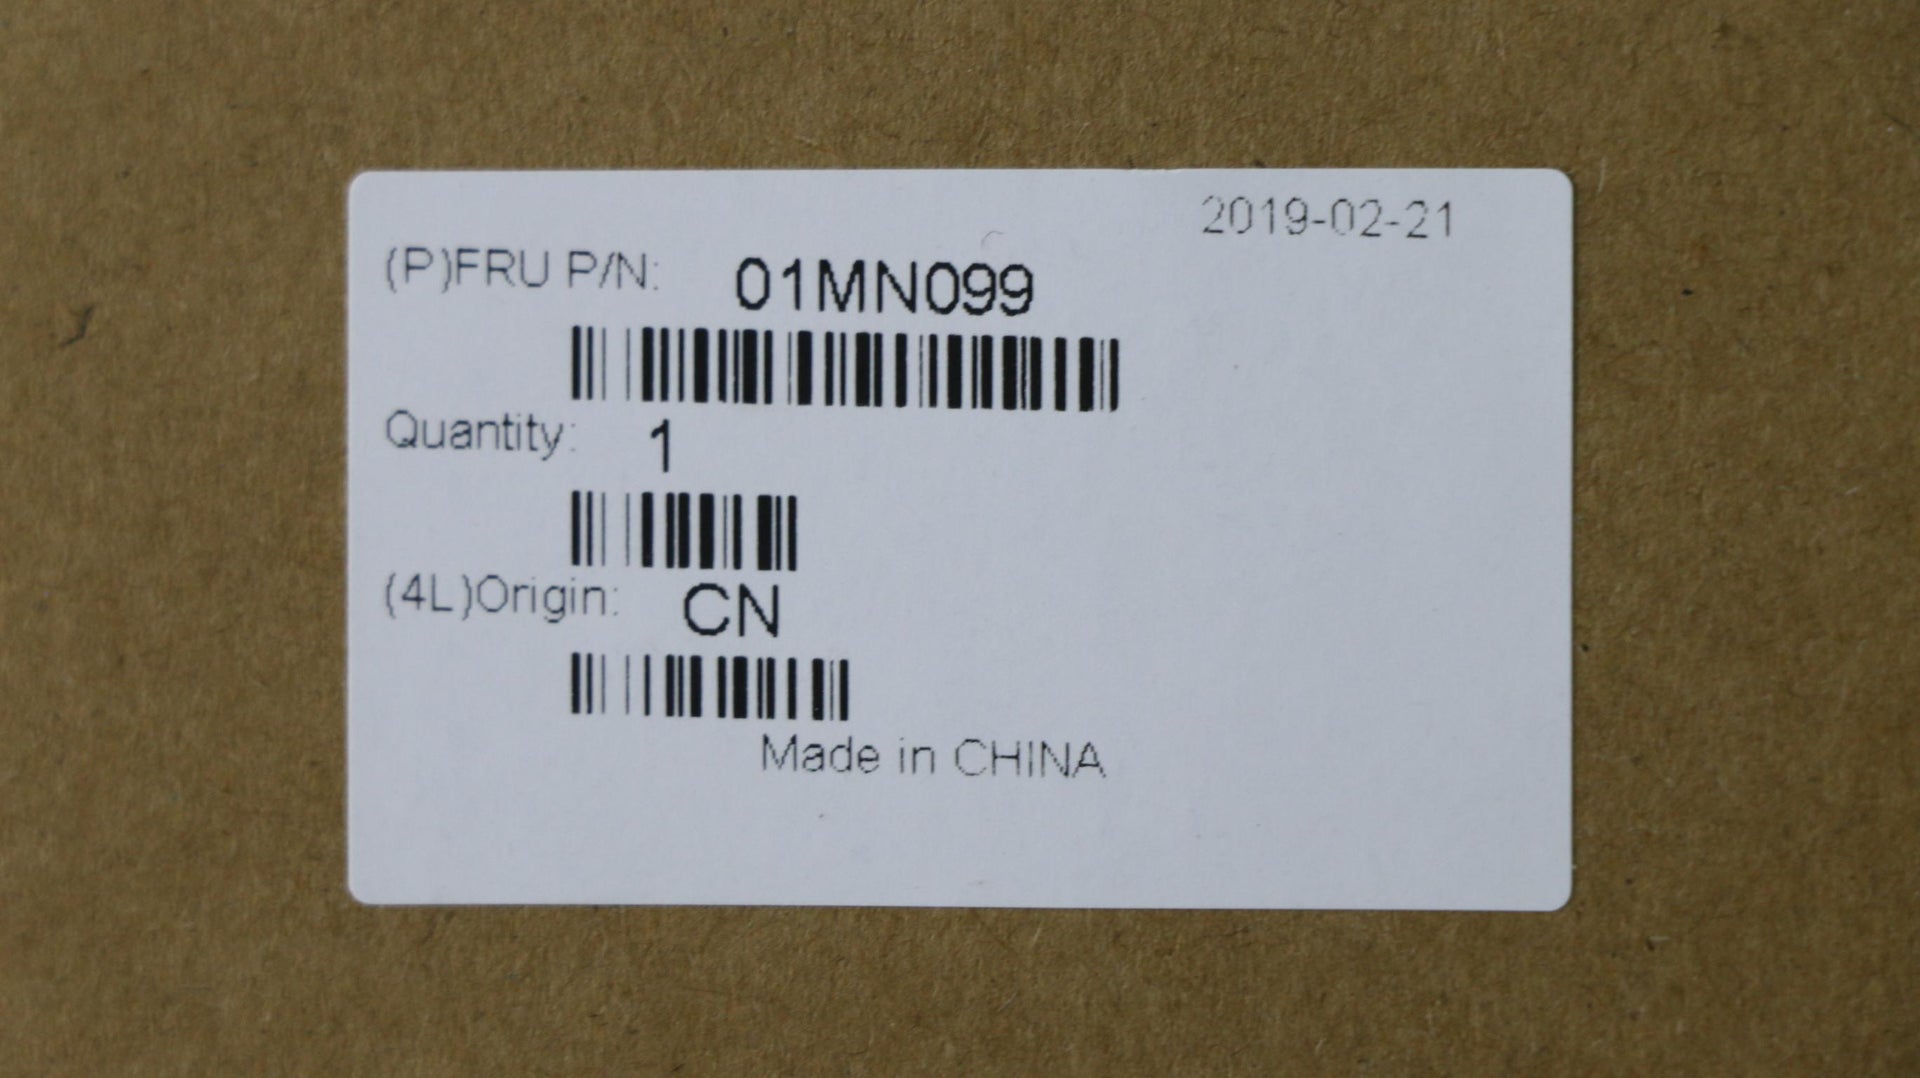 2019-02-21
(P)FRU P/N: 01MN099
Quantity: 1
(4L)Origin: CN
Made in CHINA